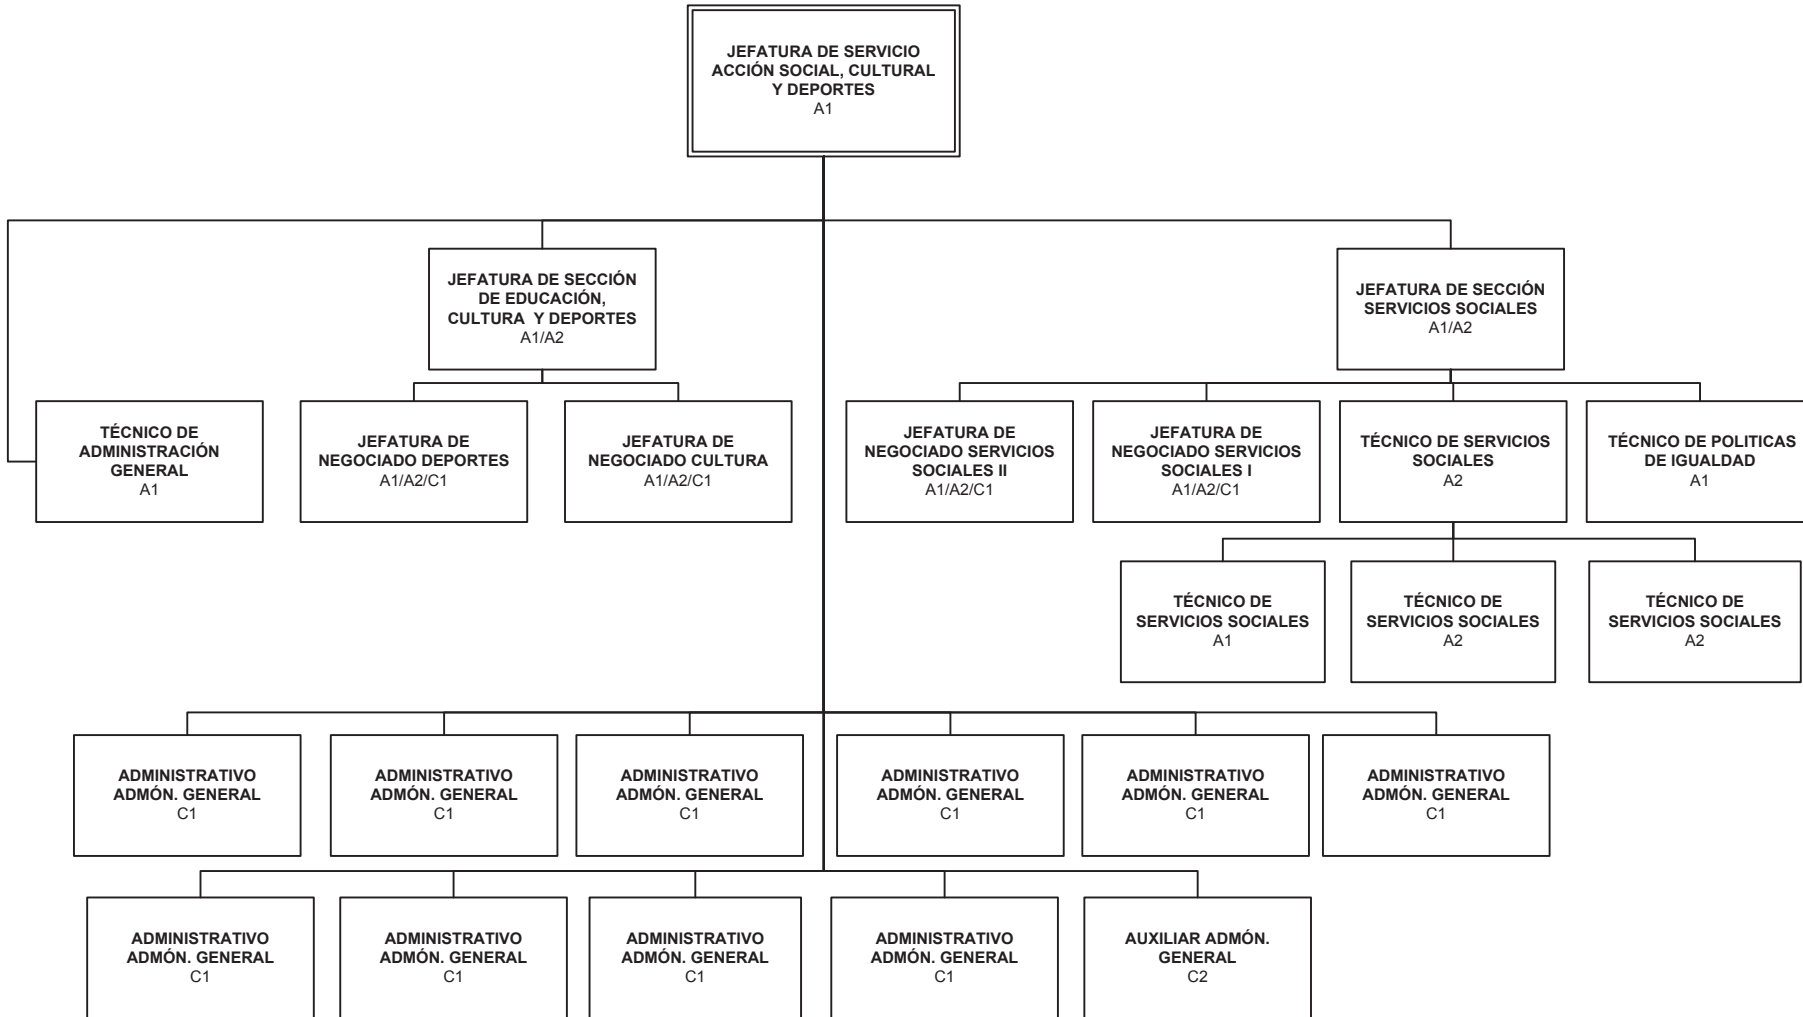 JEFATURA DE SERVICIO
ACCIÓN SOCIAL, CULTURAL
Y DEPORTES
A1
JEFATURA DE SECCIÓN
DE EDUCACIÓN,
CULTURA Y DEPORTES
A1/A2
JEFATURA DE SECCIÓN
SERVICIOS SOCIALES
A1/A2
TÉCNICO DE
ADMINISTRACIÓN
GENERAL
A1
JEFATURA DE
NEGOCIADO DEPORTES
A1/A2/C1
JEFATURA DE
NEGOCIADO CULTURA
A1/A2/C1
JEFATURA DE
NEGOCIADO SERVICIOS
SOCIALES II
A1/A2/C1
JEFATURA DE
NEGOCIADO SERVICIOS
SOCIALES I
A1/A2/C1
TÉCNICO DE SERVICIOS
SOCIALES
A2
TÉCNICO DE POLITICAS
DE IGUALDAD
A1
TÉCNICO DE
SERVICIOS SOCIALES
A1
TÉCNICO DE
SERVICIOS SOCIALES
A2
TÉCNICO DE
SERVICIOS SOCIALES
A2
ADMINISTRATIVO
ADMÓN. GENERAL
C1
ADMINISTRATIVO
ADMÓN. GENERAL
C1
ADMINISTRATIVO
ADMÓN. GENERAL
C1
ADMINISTRATIVO
ADMÓN. GENERAL
C1
ADMINISTRATIVO
ADMÓN. GENERAL
C1
ADMINISTRATIVO
ADMÓN. GENERAL
C1
ADMINISTRATIVO
ADMÓN. GENERAL
C1
ADMINISTRATIVO
ADMÓN. GENERAL
C1
ADMINISTRATIVO
ADMÓN. GENERAL
C1
ADMINISTRATIVO
ADMÓN. GENERAL
C1
AUXILIAR ADMÓN.
GENERAL
C2